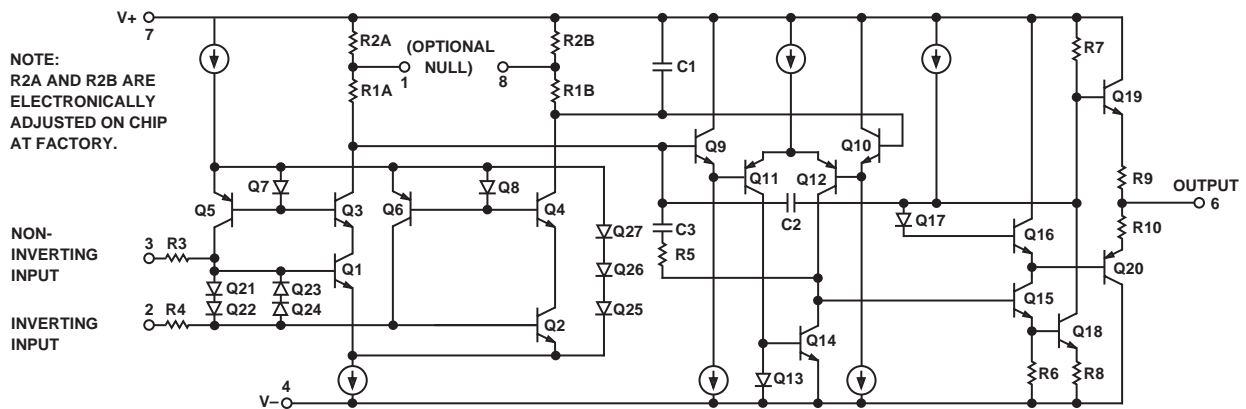 V+
7
NOTE:
R2A AND R2B ARE
ELECTRONICALLY
ADJUSTED ON CHIP
AT FACTORY.
R2A
(OPTIONAL
NULL)
R2B
1
8
R1A
R1B
C1
R7
Q19
Q9
Q10
Q11
Q12
Q7
Q8
Q5
Q3
Q6
Q4
R9
OUTPUT
6
R10
C2
Q17
Q16
C3
R5
Q27
Q26
Q25
NON-
INVERTING
INPUT
3
R3
Q1
Q21
Q22
Q23
Q24
Q20
Q15
Q18
INVERTING
INPUT
2
R4
Q2
Q14
Q13
R6
R8
V–
4